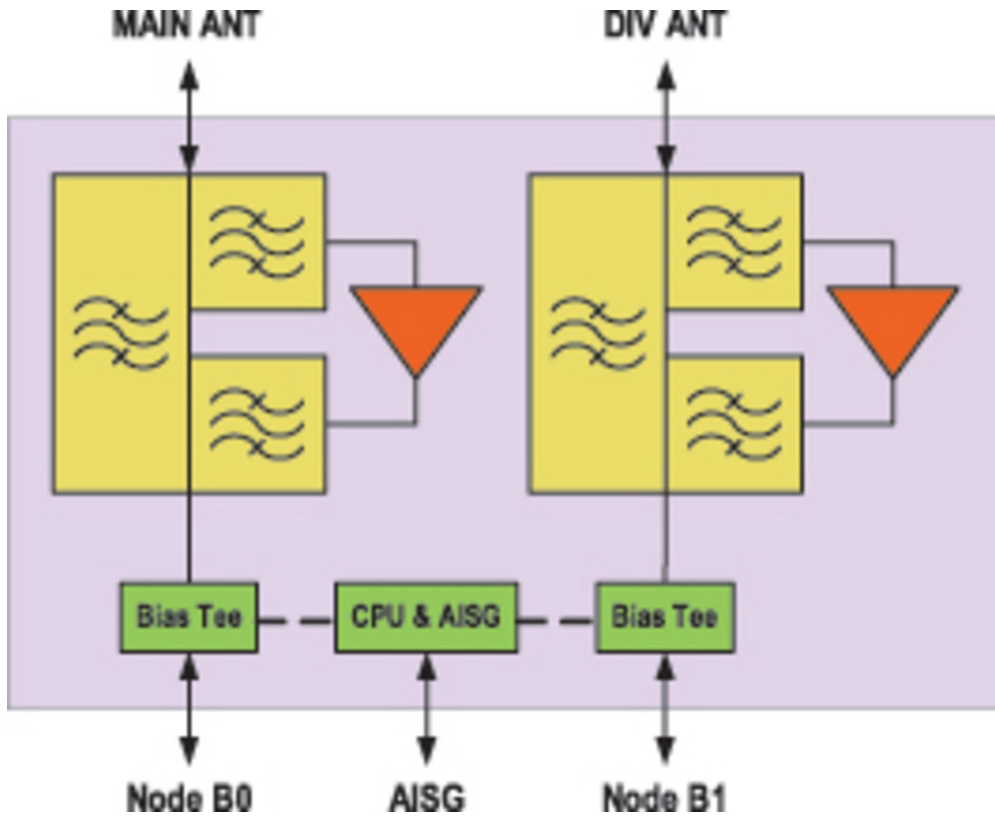 MAIN ANT
DIV ANT
Bias Tee
CPU & AISG
Bias Tee
Node B0
AISG
Node B1